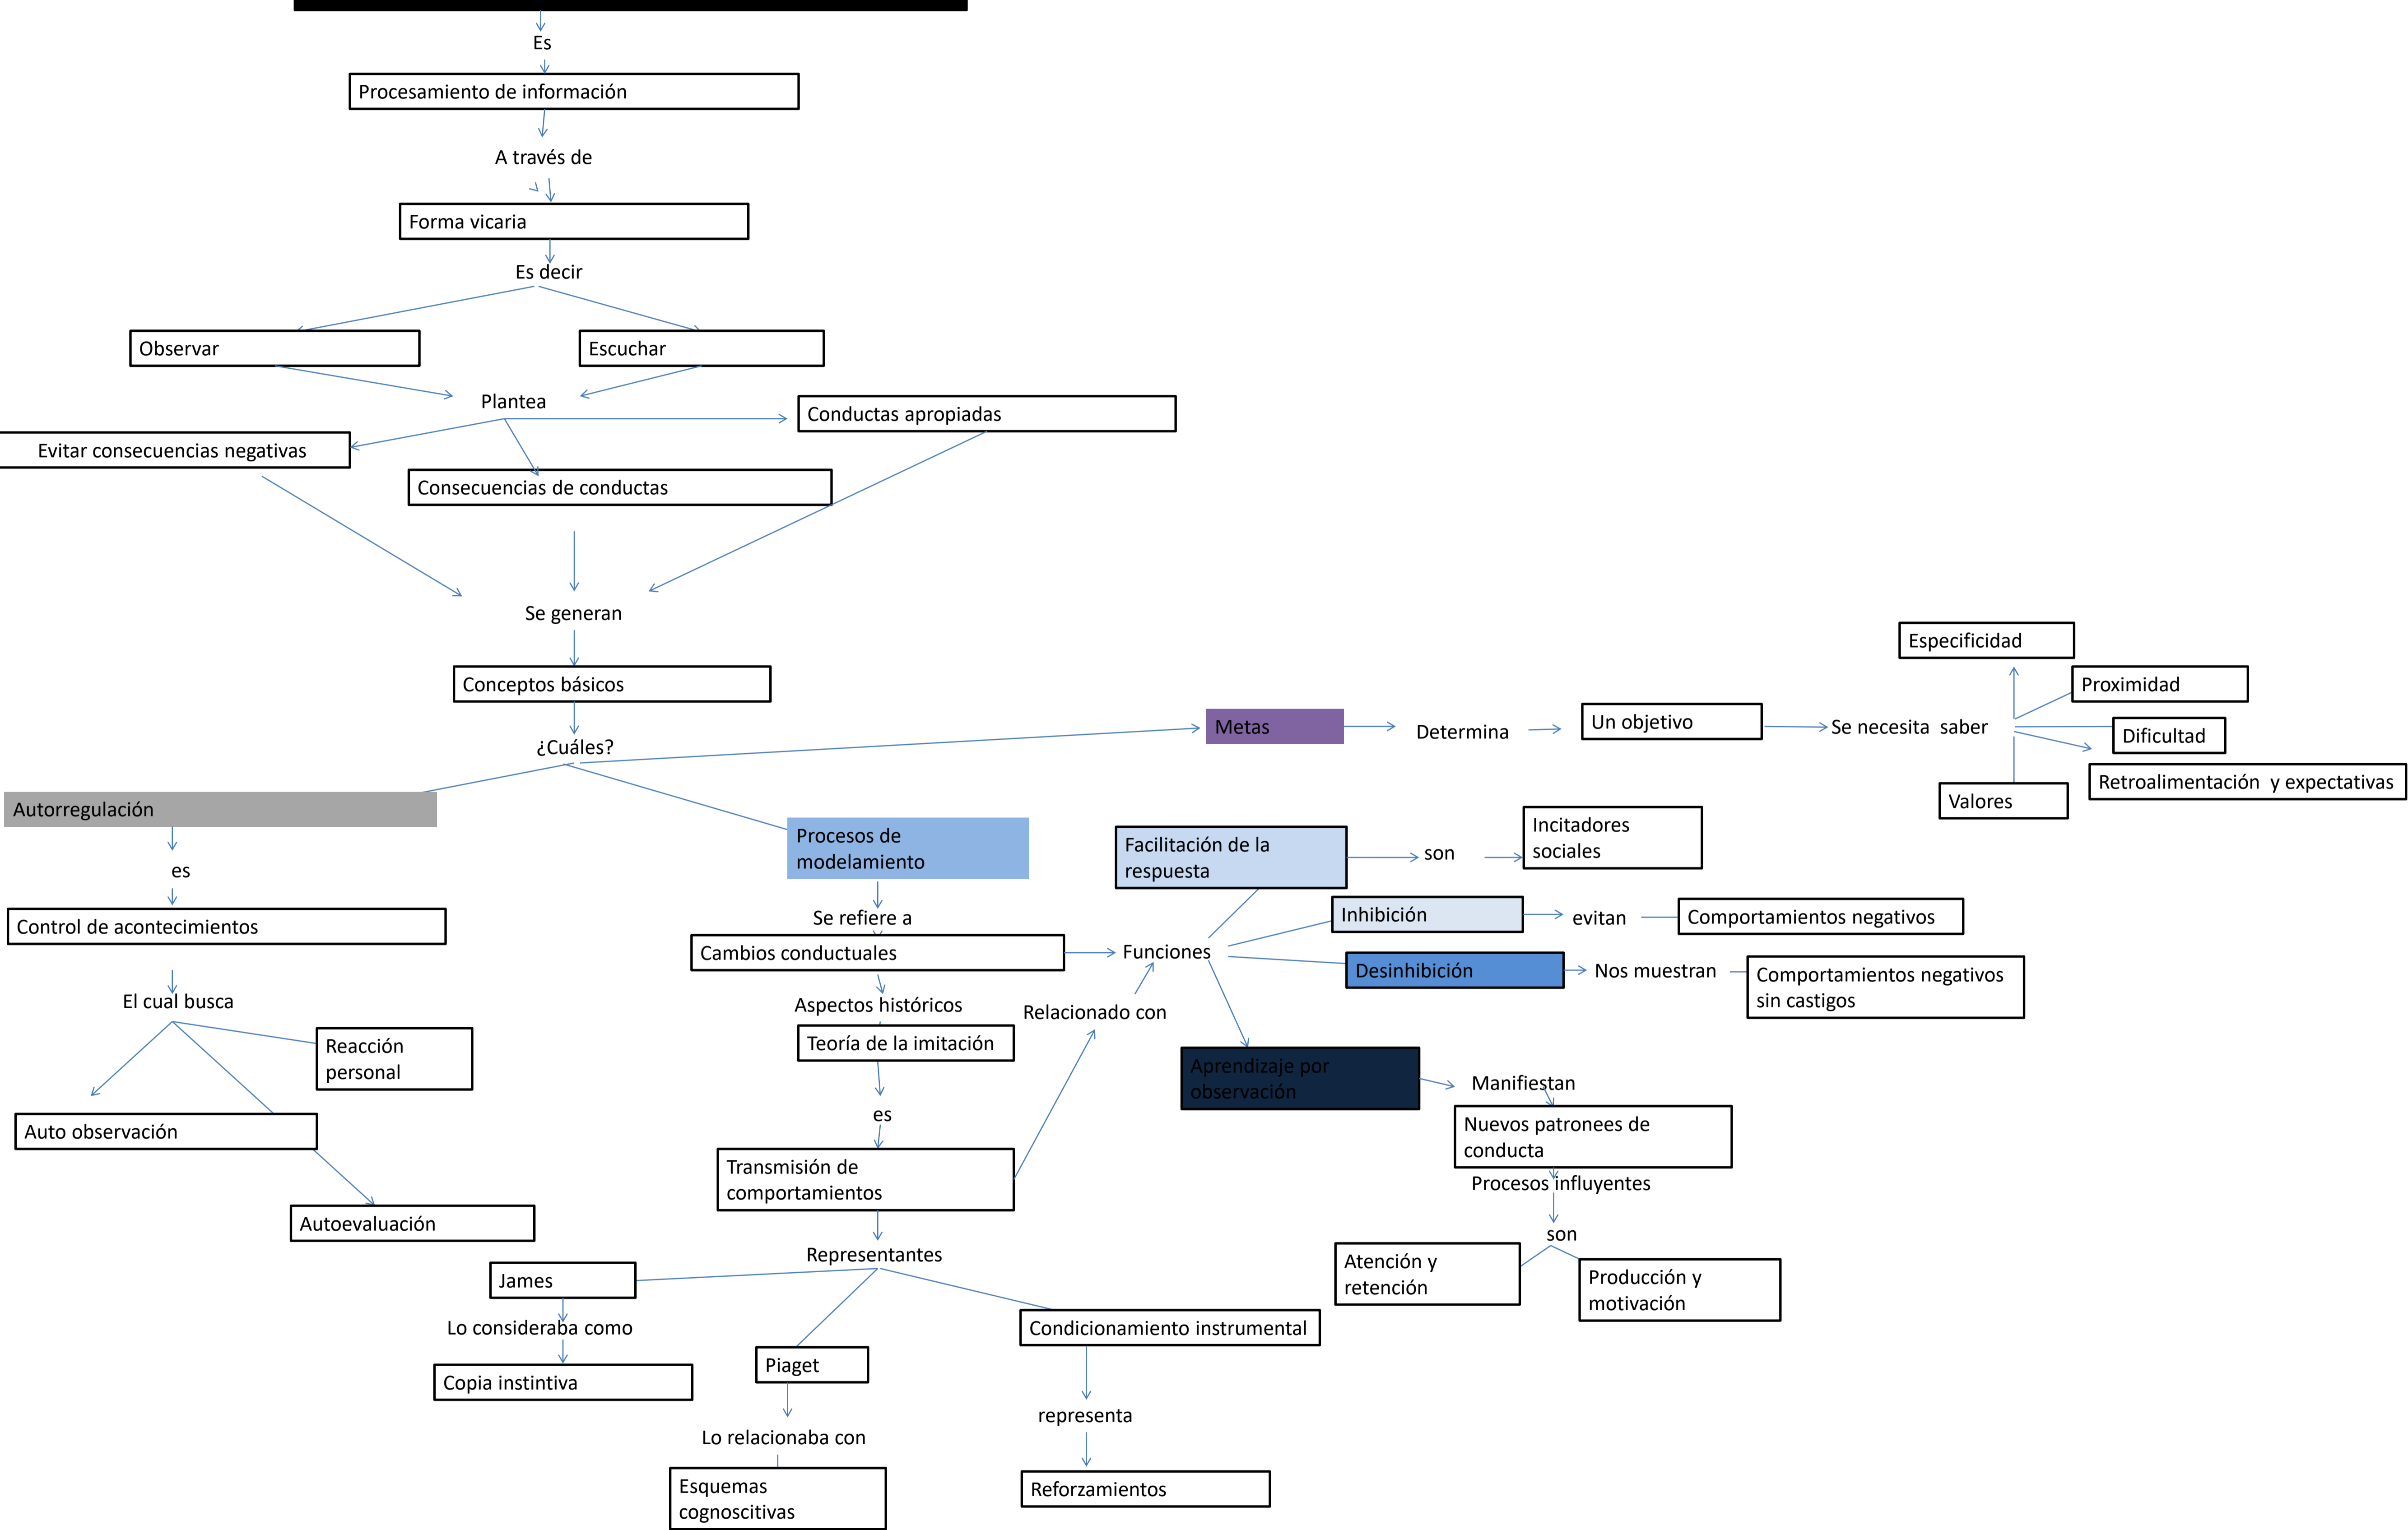 Es
Procesamiento de información
A través de
Forma vicaria
Es decir
Observar
Escuchar
Plantea
Conductas apropiadas
Evitar consecuencias negativas
Consecuencias de conductas
Se generan
Conceptos básicos
¿Cuáles?
Metas
Determina
Un objetivo
Se necesita  saber
Especificidad
Proximidad
Dificultad
Retroalimentación  y expectativas
Valores
Autorregulación
es
Control de acontecimientos
El cual busca
Reacción
personal
Auto observación
Autoevaluación
Procesos de
modelamiento
Se refiere a
Cambios conductuales
Aspectos históricos
Teoría de la imitación
es
Transmisión de
comportamientos
Relacionado con
Funciones
Facilitación de la
respuesta
son
Incitadores
sociales
Inhibición
evitan
Comportamientos negativos
Desinhibición
Nos muestran
Comportamientos negativos
sin castigos
Aprendizaje por
observación
Manifiestan
Nuevos patronees de
conducta
Procesos influyentes
son
Atención y
retención
Producción y
motivación
Representantes
James
Lo consideraba como
Copia instintiva
Piaget
Lo relacionaba con
Esquemas
cognoscitivas
Condicionamiento instrumental
representa
Reforzamientos